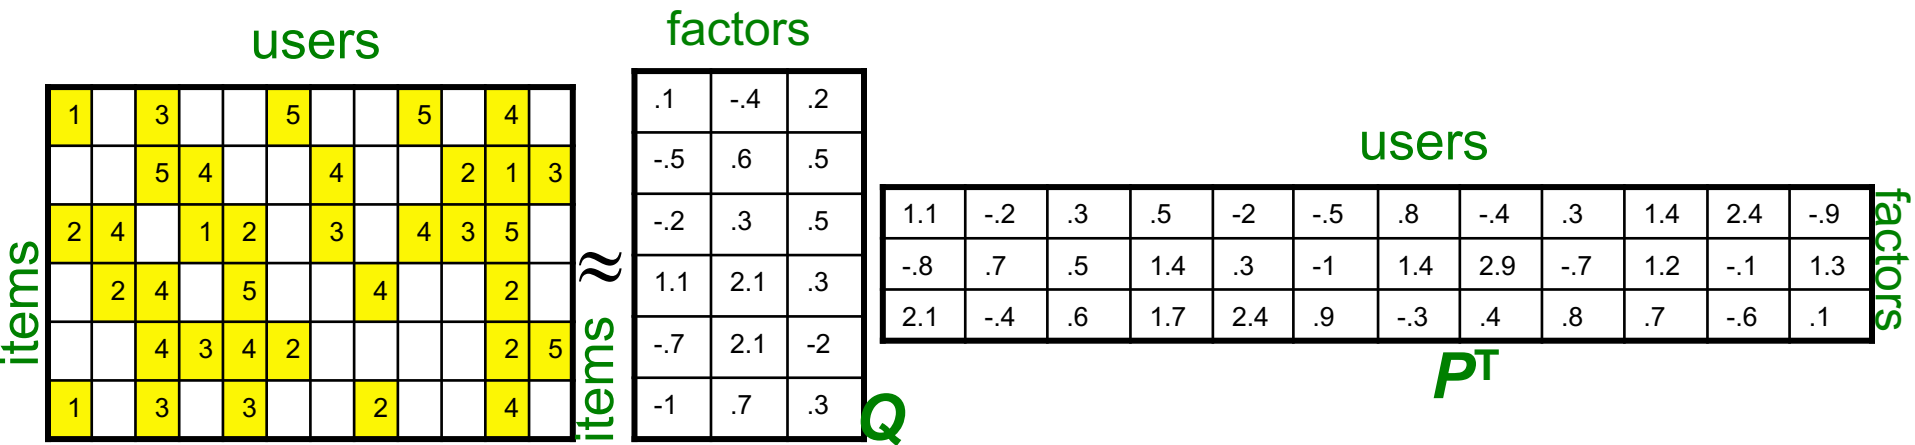 users
factors
users
items
1 3 5 5 4
5 4 4 2 1 3
2 4 1 2 3 4 3 5
2 4 5 4 2
4 3 4 2 2 5
1 3 3 2 4
≈
items
.1 -.4 .2
-.5 .6 .5
-.2 .3 .5
1.1 2.1 .3
-.7 2.1 -2
-1 .7 .3
Q
1.1 -.2 .3 .5 -2 -.5 .8 -.4 .3 1.4 2.4 -.9
-.8 .7 .5 1.4 .3 -1 1.4 2.9 -.7 1.2 -.1 1.3
2.1 -.4 .6 1.7 2.4 .9 -.3 .4 .8 .7 -.6 .1
factors
PT